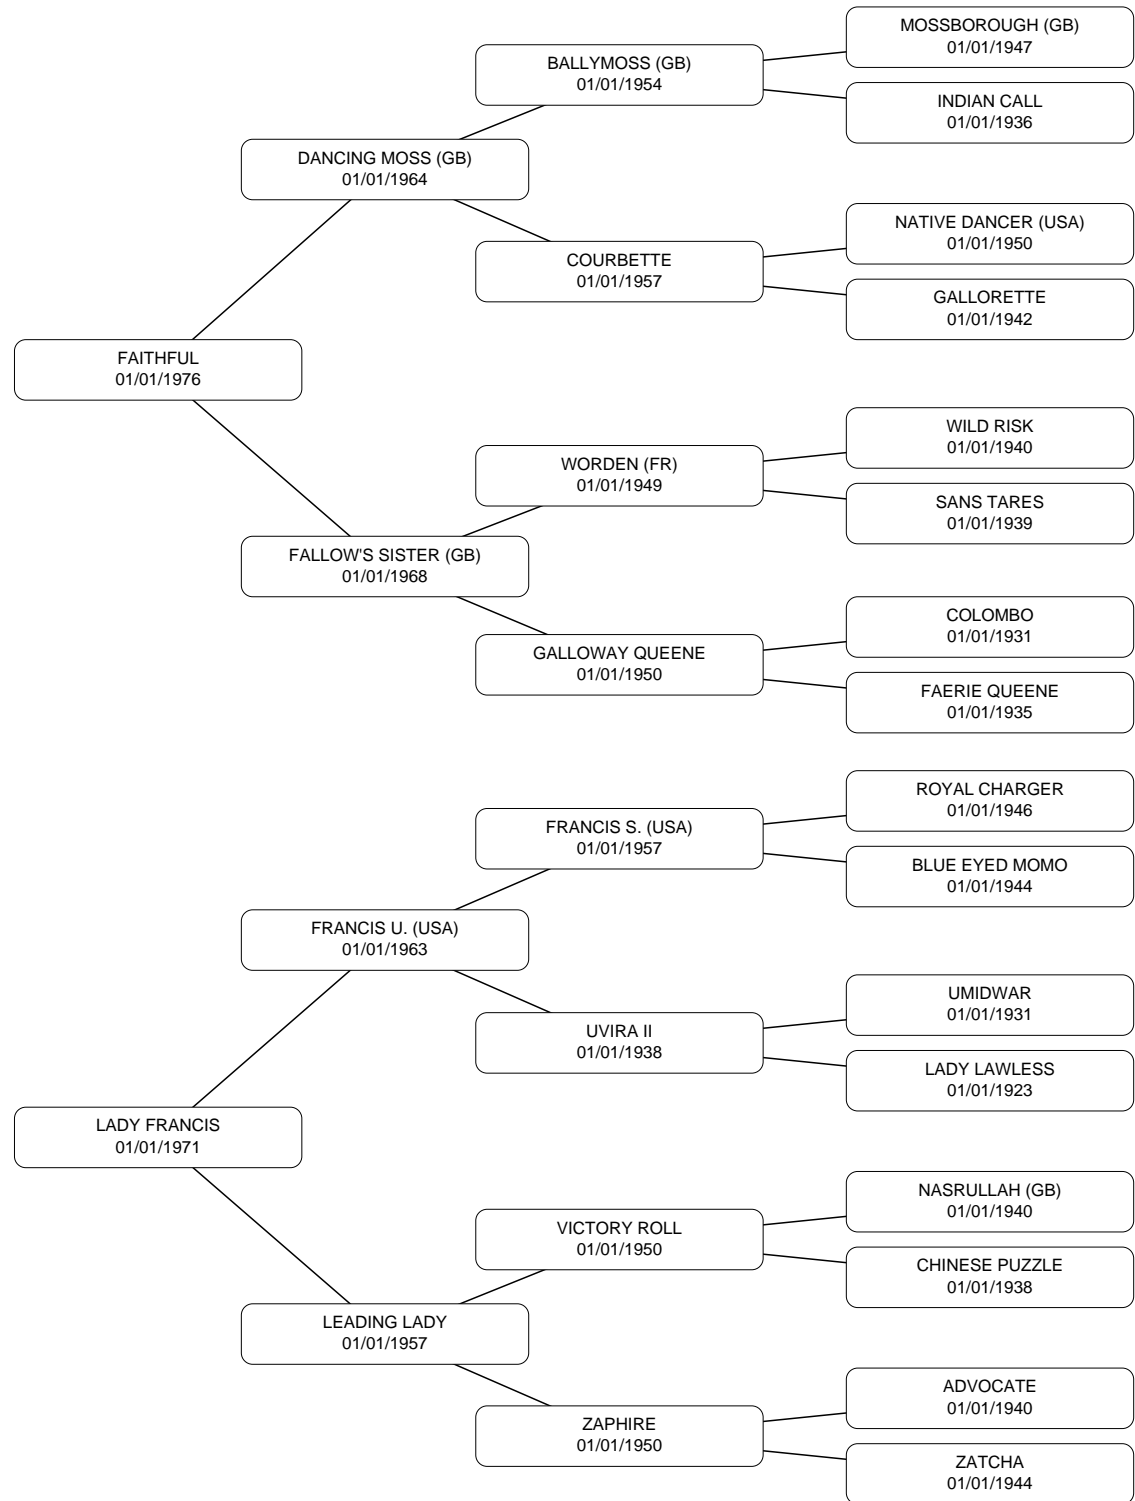 MOSSBOROUGH (GB)
01/01/1947
BALLYMOSS (GB)
01/01/1954
INDIAN CALL
01/01/1936
DANCING MOSS (GB)
01/01/1964
NATIVE DANCER (USA)
01/01/1950
COURBETTE
01/01/1957
GALLORETTE
01/01/1942
FAITHFUL
01/01/1976
WILD RISK
01/01/1940
WORDEN (FR)
01/01/1949
SANS TARES
01/01/1939
FALLOW'S SISTER (GB)
01/01/1968
COLOMBO
01/01/1931
GALLOWAY QUEENE
01/01/1950
FAERIE QUEENE
01/01/1935
ROYAL CHARGER
01/01/1946
FRANCIS S. (USA)
01/01/1957
BLUE EYED MOMO
01/01/1944
FRANCIS U. (USA)
01/01/1963
UMIDWAR
01/01/1931
UVIRA II
01/01/1938
LADY LAWLESS
01/01/1923
LADY FRANCIS
01/01/1971
NASRULLAH (GB)
01/01/1940
VICTORY ROLL
01/01/1950
CHINESE PUZZLE
01/01/1938
LEADING LADY
01/01/1957
ADVOCATE
01/01/1940
ZAPHIRE
01/01/1950
ZATCHA
01/01/1944